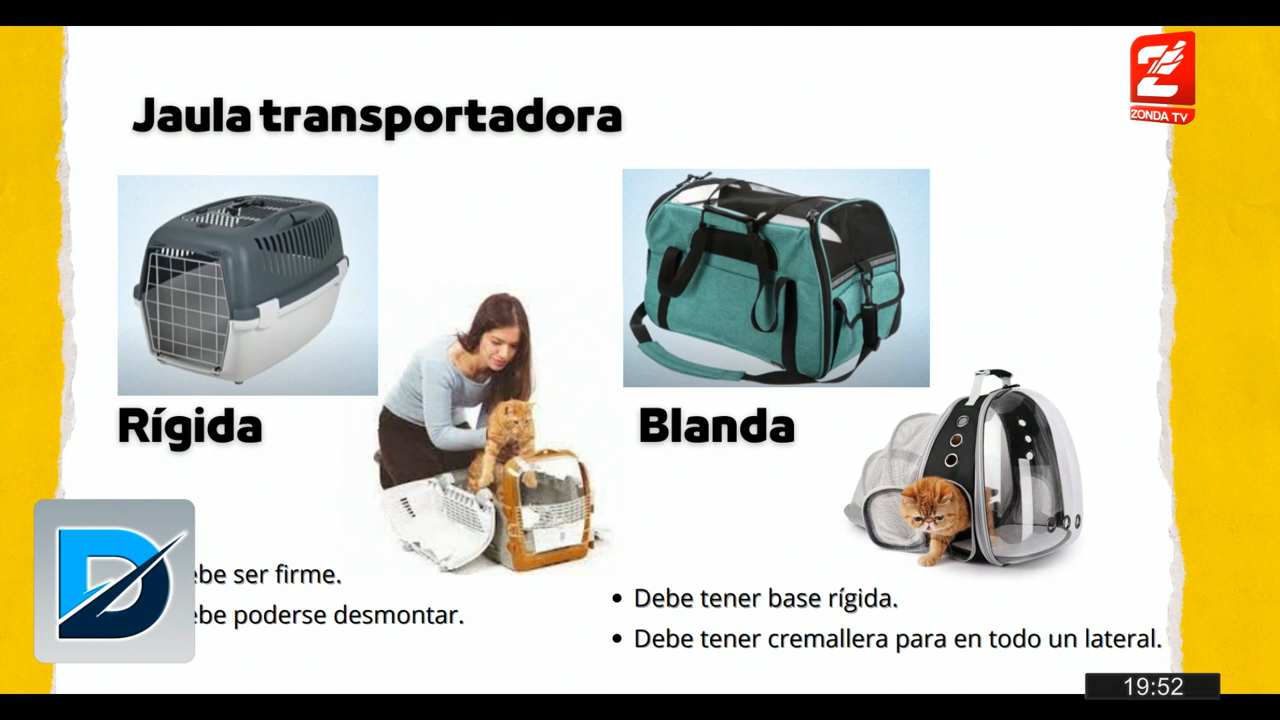 Jaula transportadora
ZONDA TV
Rígida
Blanda
ebe ser firme.
ebe poderse desmontar.
Debe tener base rígida.
Debe tener cremallera para en todo un lateral.
19:52